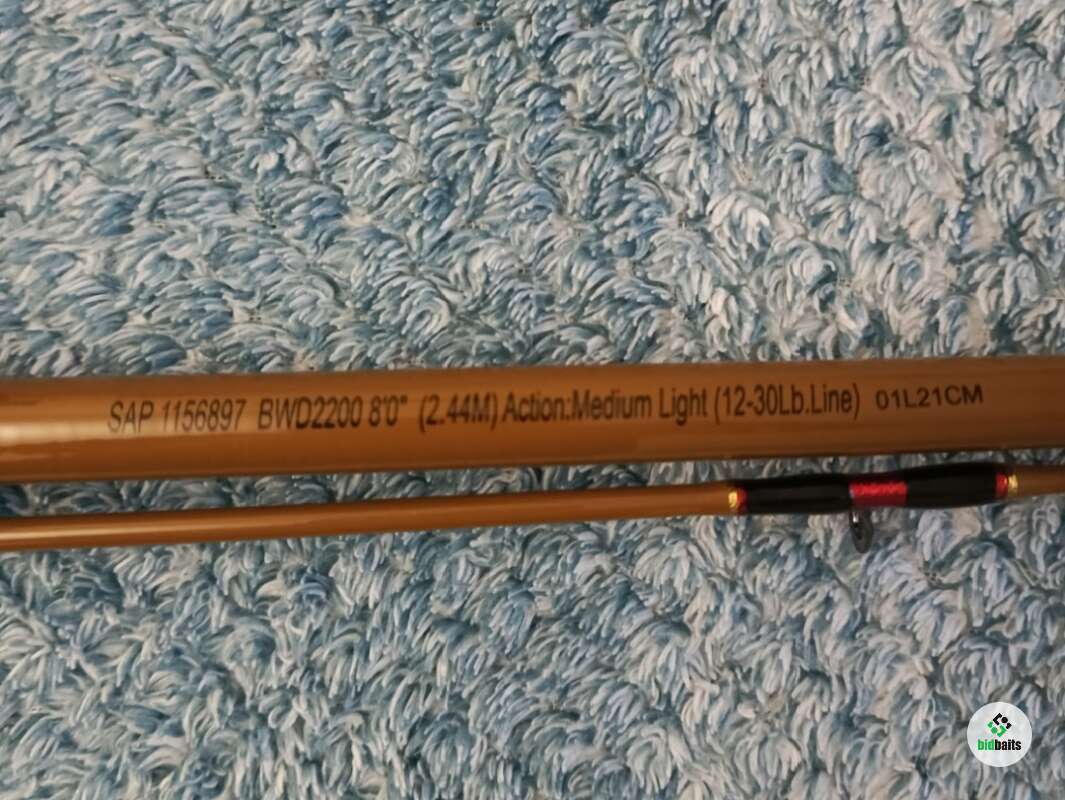 SAP 1156897 BWD2200 8'0" (2.44M) Action:Medium Light (12-30Lb.Line) 01L21CM
bidbaits